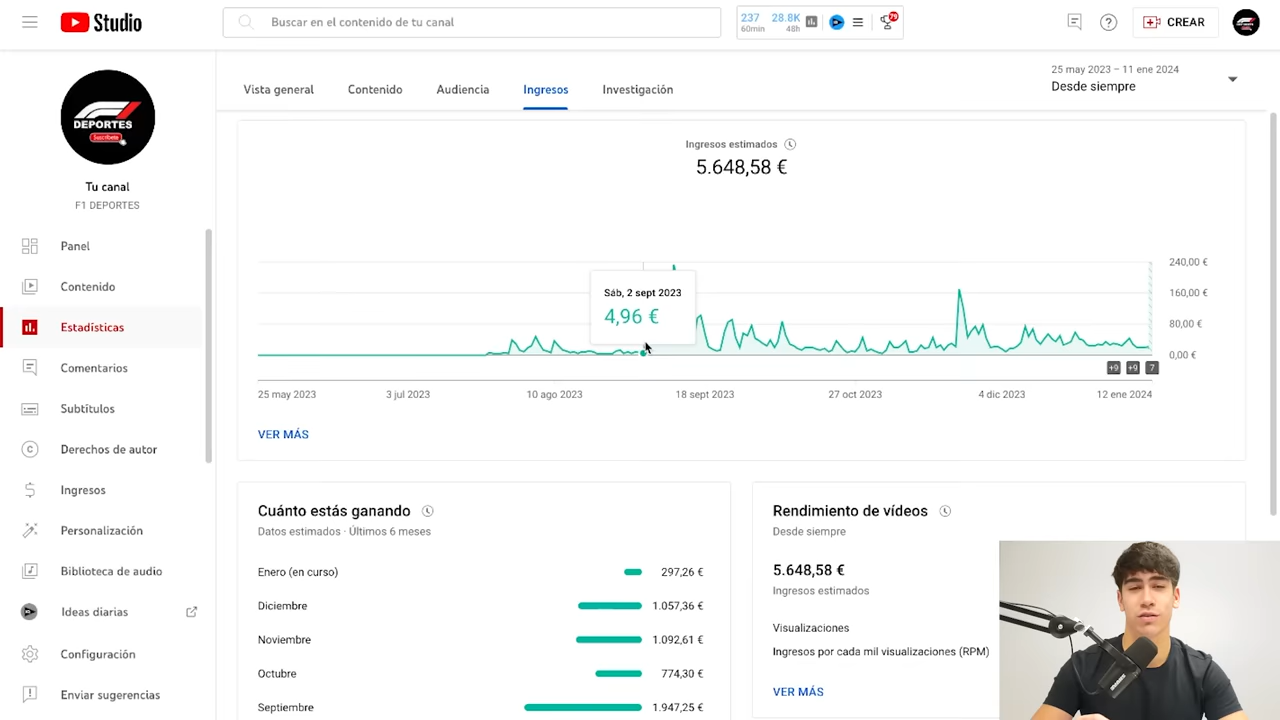 Studio
Buscar en el contenido de tu canal
237
60min
28.8K
48h
79
CREAR
DEPORTES
Suscríbete
Tu canal
F1 DEPORTES
Panel
Contenido
Estadísticas
Comentarios
Subtítulos
Derechos de autor
Ingresos
Personalización
Biblioteca de audio
Ideas diarias
Configuración
Enviar sugerencias
Vista general
Contenido
Audiencia
Ingresos
Investigación
25 may 2023 – 11 ene 2024
Desde siempre
Ingresos estimados
5.648,58 €
Sáb, 2 sept 2023
4,96 €
240,00 €
160,00 €
80,00 €
0,00 €
+9
+9
7
25 may 2023
3 jul 2023
10 ago 2023
18 sept 2023
27 oct 2023
4 dic 2023
12 ene 2024
VER MÁS
Cuánto estás ganando
Datos estimados · Últimos 6 meses
Enero (en curso) 297,26 €
Diciembre 1.057,36 €
Noviembre 1.092,61 €
Octubre 774,30 €
Septiembre 1.947,25 €
Rendimiento de vídeos
Desde siempre
5.648,58 €
Ingresos estimados
Visualizaciones
Ingresos por cada mil visualizaciones (RPM)
VER MÁS